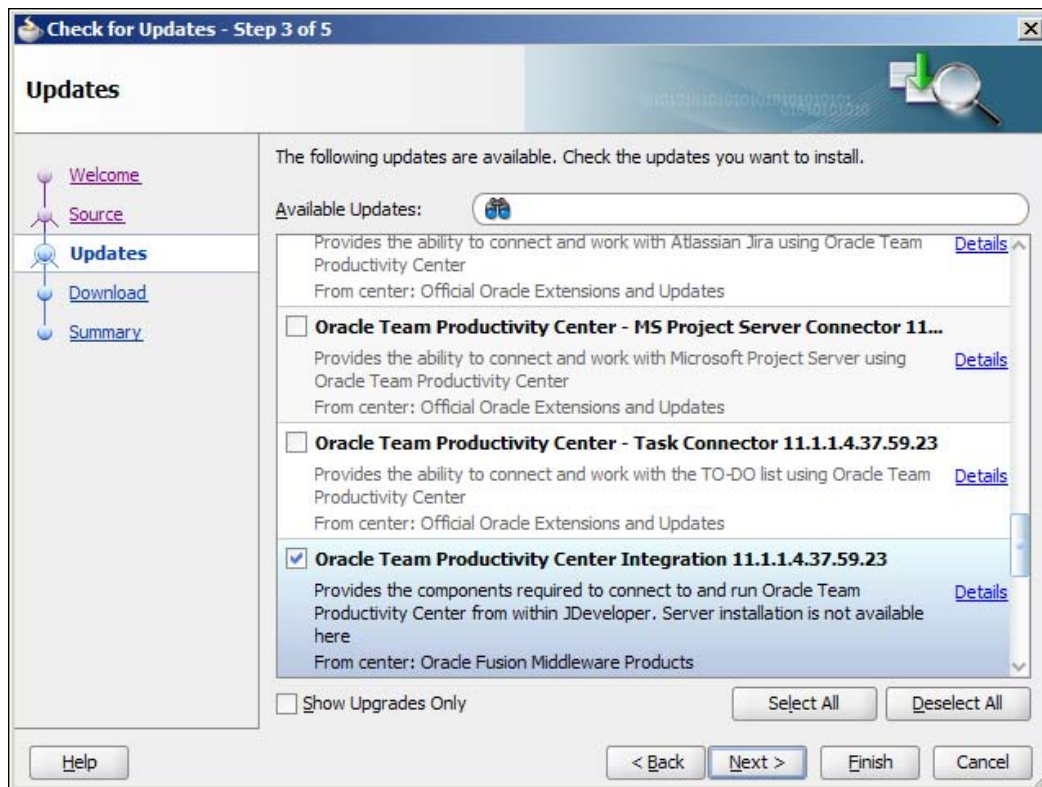 Check for Updates - Step 3 of 5
Updates
Welcome
Source
Updates
Download
Summary
The following updates are available. Check the updates you want to install.
Available Updates:
Provides the ability to connect and work with Atlassian Jira using Oracle Team
Productivity Center
Details
From center: Official Oracle Extensions and Updates
Oracle Team Productivity Center - MS Project Server Connector 11...
Provides the ability to connect and work with Microsoft Project Server using
Oracle Team Productivity Center
Details
From center: Official Oracle Extensions and Updates
Oracle Team Productivity Center - Task Connector 11.1.1.4.37.59.23
Provides the ability to connect and work with the TO-DO list using Oracle Team
Productivity Center
Details
From center: Official Oracle Extensions and Updates
Oracle Team Productivity Center Integration 11.1.1.4.37.59.23
Provides the components required to connect to and run Oracle Team
Productivity Center from within JDeveloper. Server installation is not available
here
Details
From center: Oracle Fusion Middleware Products
Show Upgrades Only
Select All
Deselect All
Help
< Back
Next >
Finish
Cancel